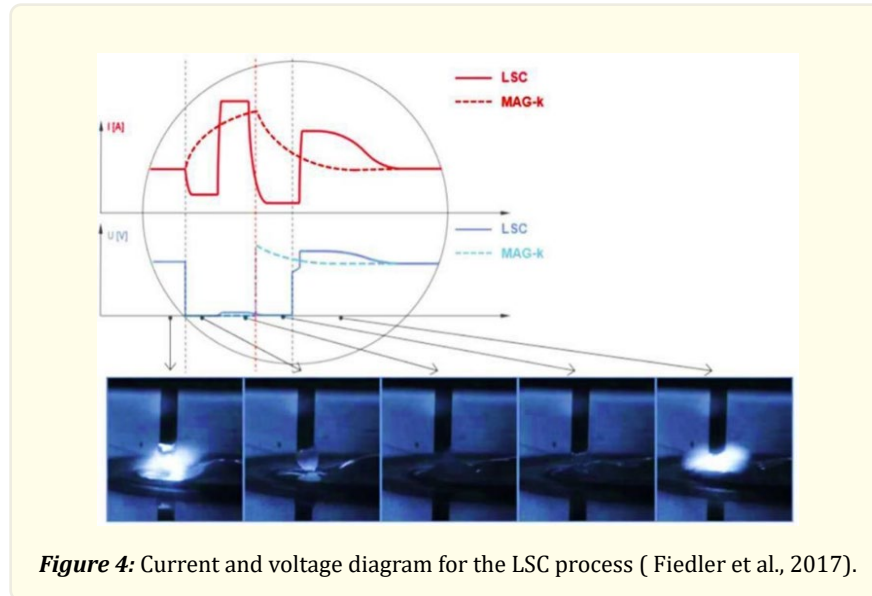 LSC
MAG-k
I [A]
LSC
U [V]
MAG-k
Figure 4: Current and voltage diagram for the LSC process ( Fiedler et al., 2017).